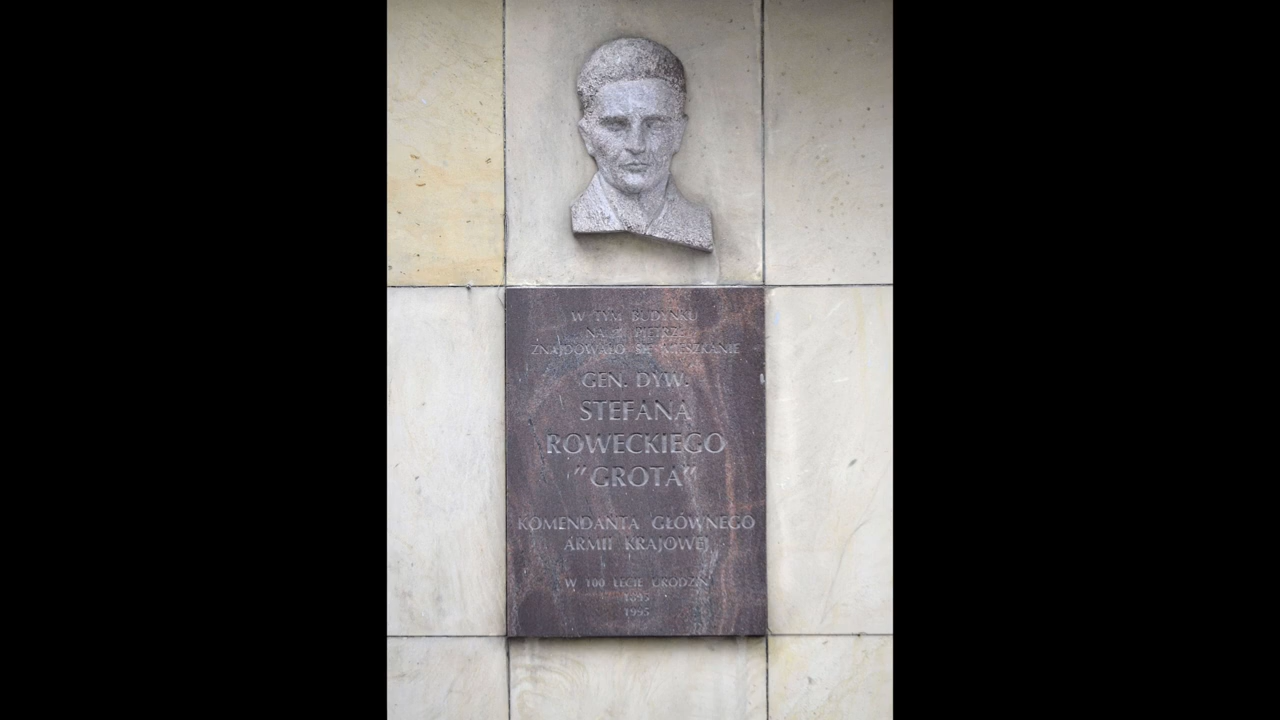 W TYM BUDYNKU
NA PIĘTRZE
ZNAJDOWAŁO SIĘ MIESZKANIE
GEN. DYW.
STEFANA
ROWECKIEGO
"GROTA"
KOMENDANTA GŁÓWNEGO
ARMII KRAJOWEJ
W 100 LECIE URODZIN
1895
1995